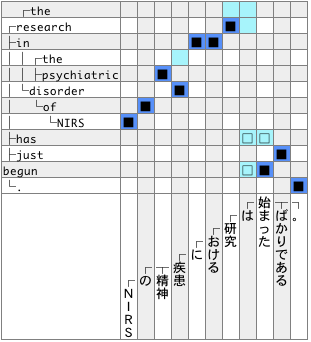 the
research
in
the
psychiatric
disorder
of
NIRS
has
just
begun
.
NIRS
の
精神
疾患
に
おける
研究
は
始まった
ばかりである
。